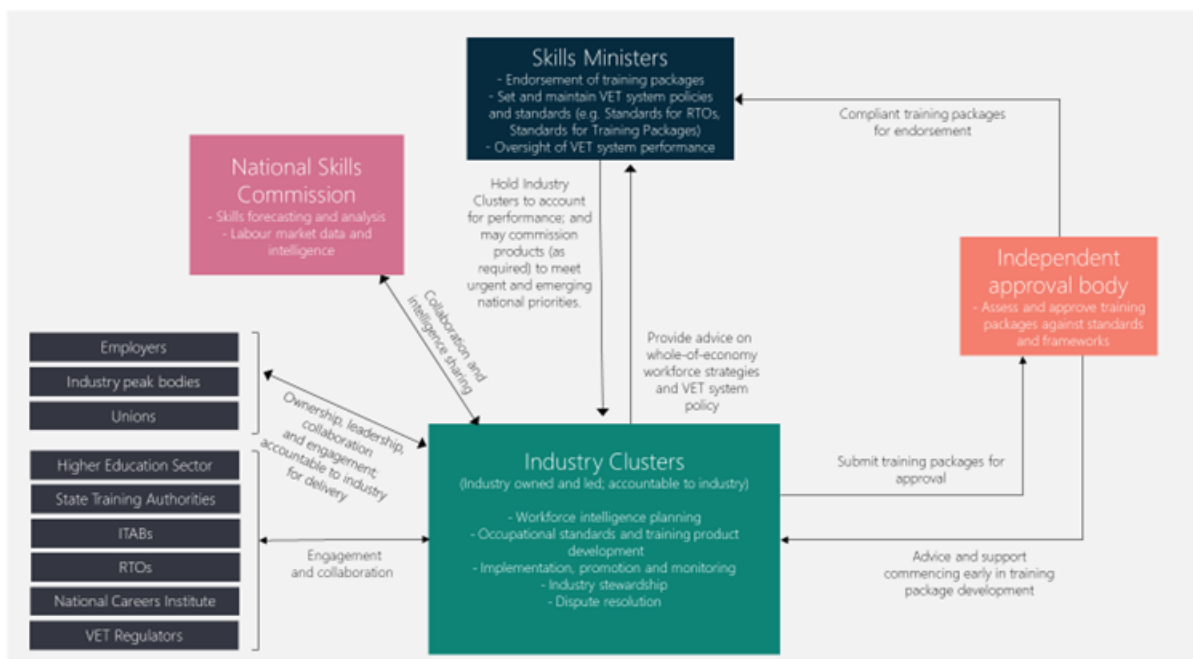 Skills Ministers
- Endorsement of training packages
- Set and maintain VET system policies
and standards (e.g. Standards for RTOs,
Standards for Training Packages)
- Oversight of VET system performance
Compliant training packages
for endorsement
National Skills
Commission
- Skills forecasting and analysis
- Labour market data and
intelligence
Hold Industry
Clusters to account
for performance; and
may commission
products (as
required) to meet
urgent and emerging
national priorities.
Independent
approval body
- Assess and approve training
packages against standards
and frameworks
Collaboration and
intelligence sharing
Provide advice on
whole-of-economy
workforce strategies
and VET system
policy
Employers
Industry peak bodies
Unions
Ownership, leadership,
collaboration
and engagement;
accountable to industry
for delivery
Higher Education Sector
State Training Authorities
ITABs
RTOs
National Careers Institute
VET Regulators
Engagement
and collaboration
Industry Clusters
(Industry owned and led; accountable to industry)
- Workforce intelligence planning
- Occupational standards and training product
development
- Implementation, promotion and monitoring
- Industry stewardship
- Dispute resolution
Submit training packages for
approval
Advice and support
commencing early in training
package development